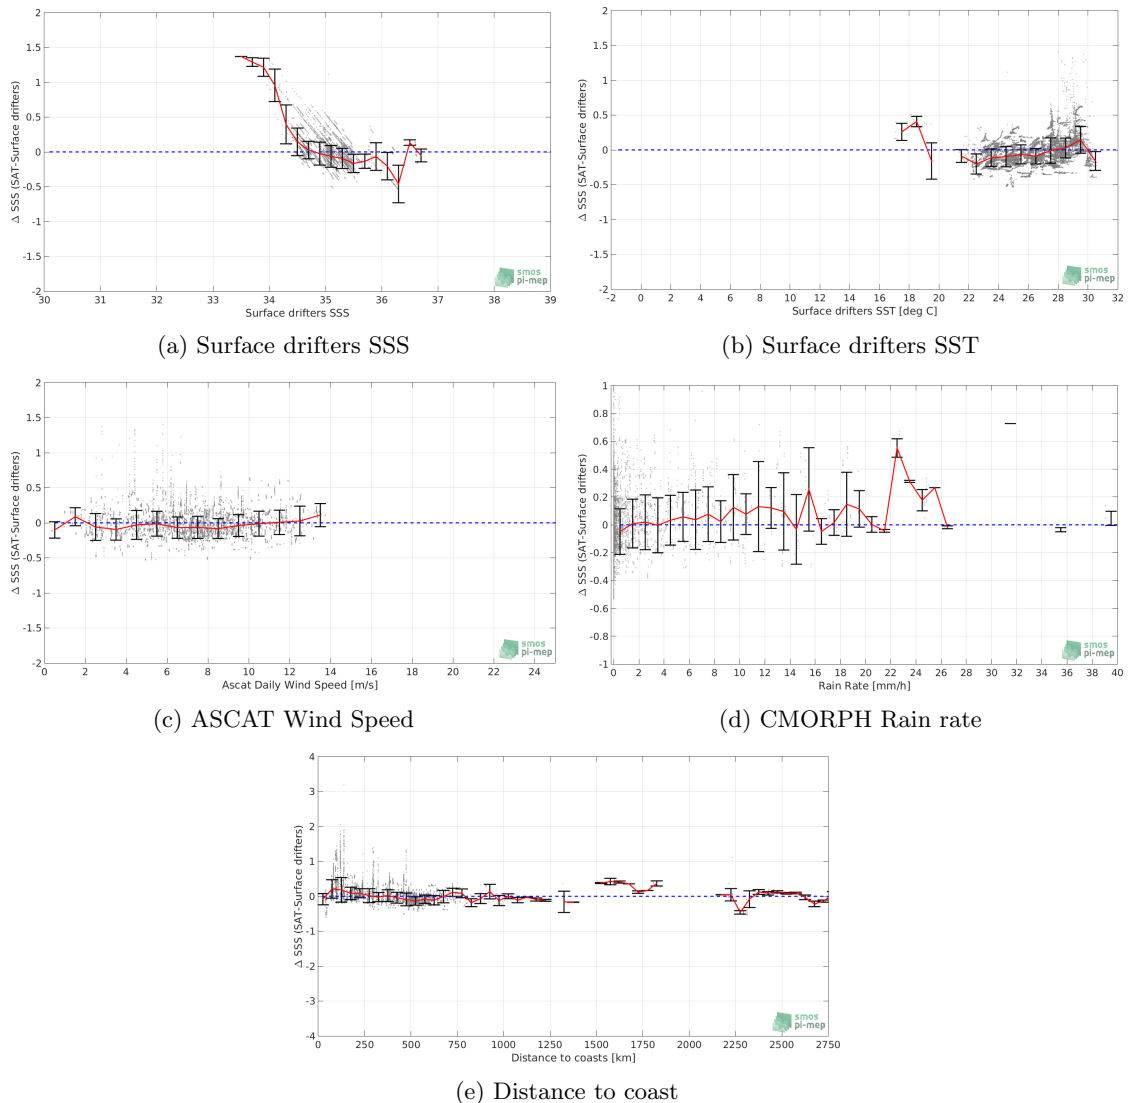 2
1.5
1
0.5
0
-0.5
-1
-1.5
-2
Δ SSS (SAT-Surface drifters)
30 31 32 33 34 35 36 37 38 39
Surface drifters SSS
smos
pi-mep
(a) Surface drifters SSS
2
1.5
1
0.5
0
-0.5
-1
-1.5
-2
Δ SSS (SAT-Surface drifters)
-2 0 2 4 6 8 10 12 14 16 18 20 22 24 26 28 30 32
Surface drifters SST [deg C]
smos
pi-mep
(b) Surface drifters SST
2
1.5
1
0.5
0
-0.5
-1
-1.5
-2
Δ SSS (SAT-Surface drifters)
0 2 4 6 8 10 12 14 16 18 20 22 24
Ascat Daily Wind Speed [m/s]
smos
pi-mep
(c) ASCAT Wind Speed
1
0.8
0.6
0.4
0.2
0
-0.2
-0.4
-0.6
-0.8
-1
Δ SSS (SAT-Surface drifters)
0 2 4 6 8 10 12 14 16 18 20 22 24 26 28 30 32 34 36 38 40
Rain Rate [mm/h]
smos
pi-mep
(d) CMORPH Rain rate
4
3
2
1
0
-1
-2
-3
-4
Δ SSS (SAT-Surface drifters)
0 250 500 750 1000 1250 1500 1750 2000 2250 2500 2750
Distance to coasts [km]
smos
pi-mep
(e) Distance to coast